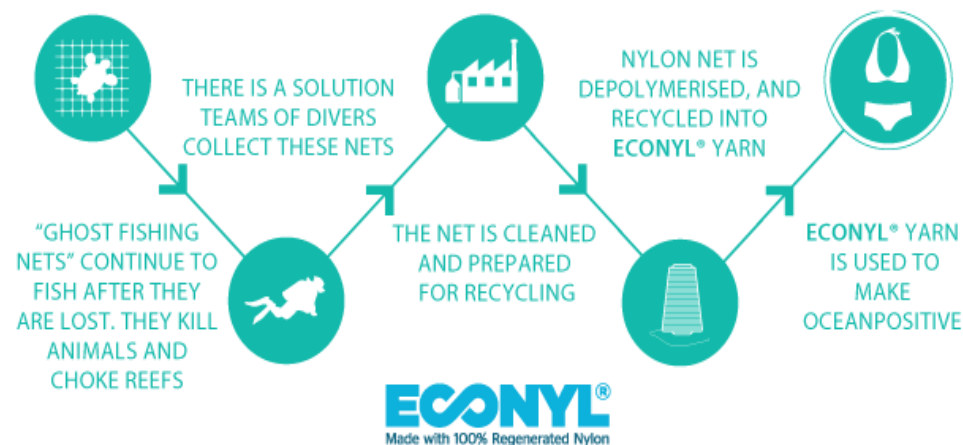 “GHOST FISHING
NETS” CONTINUE TO
FISH AFTER THEY
ARE LOST. THEY KILL
ANIMALS AND
CHOKE REEFS
THERE IS A SOLUTION
TEAMS OF DIVERS
COLLECT THESE NETS
THE NET IS CLEANED
AND PREPARED
FOR RECYCLING
NYLON NET IS
DEPOLYMERISED, AND
RECYCLED INTO
ECONYL® YARN
ECONYL® YARN
IS USED TO
MAKE
OCEANPOSITIVE
ECONYL®
Made with 100% Regenerated Nylon